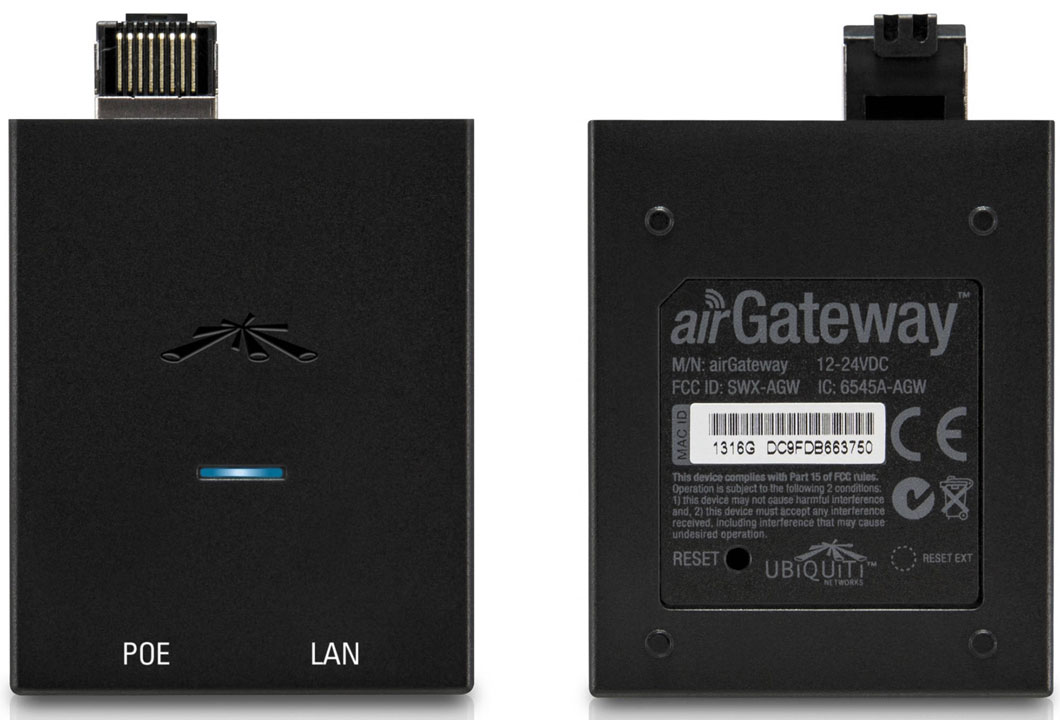 POE LAN
airGateway™
M/N: airGateway 12-24VDC
FCC ID: SWX-AGW IC: 6545A-AGW
MAC ID
1316G DC9FDB663750
CE
This device complies with Part 15 of FCC rules.
Operation is subject to the following 2 conditions:
1) this device may not cause harmful interference
and, 2) this device must accept any interference
received, including interference that may cause
undesired operation.
RESET
UBiQUiTi™
NETWORKS
RESET EXT